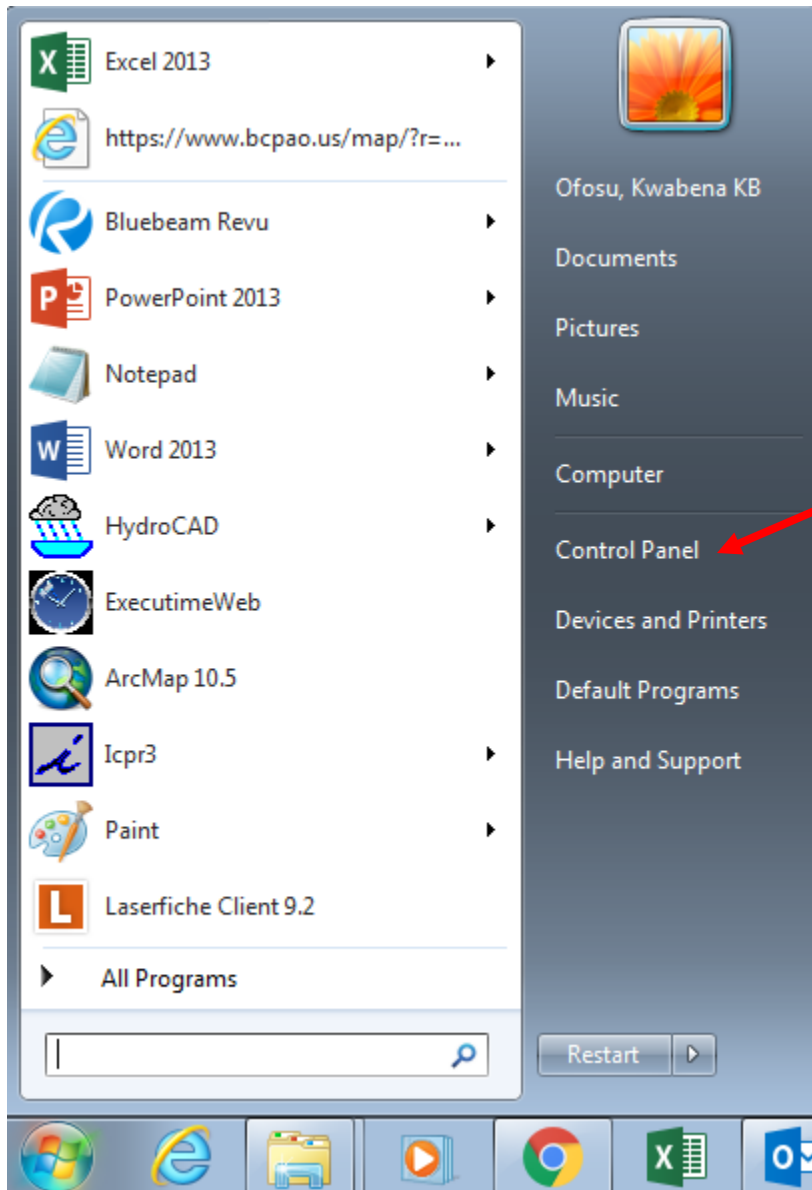 Excel 2013
https://www.bcpao.us/map/?r=...
Bluebeam Revu
PowerPoint 2013
Notepad
Word 2013
HydroCAD
ExecutimeWeb
ArcMap 10.5
Icpr3
Paint
Laserfiche Client 9.2
All Programs
Ofosu, Kwabena KB
Documents
Pictures
Music
Computer
Control Panel
Devices and Printers
Default Programs
Help and Support
Restart